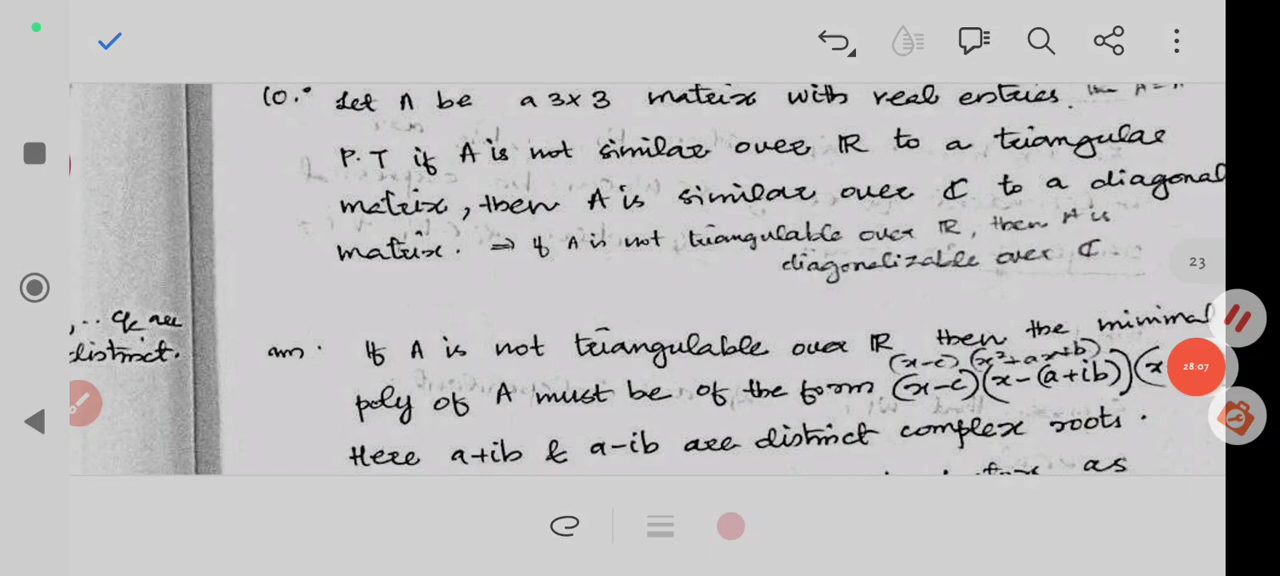 10. Let A be a 3x3 matrix with real entries.
P.T if A is not similar over ℝ to a triangular
matrix, then A is similar over ℂ to a diagonal
matrix. ⇒ If A is not triangulable over ℝ, then A is
diagonalizable over ℂ.
23
,.. ck are
distinct.
ans. If A is not triangulable over ℝ then the minimal
(x-c) (x²+ax+b)
poly of A must be of the form (x-c)(x-(a+ib))(x
28:07
Here a+ib & a-ib are distinct complex roots.
as